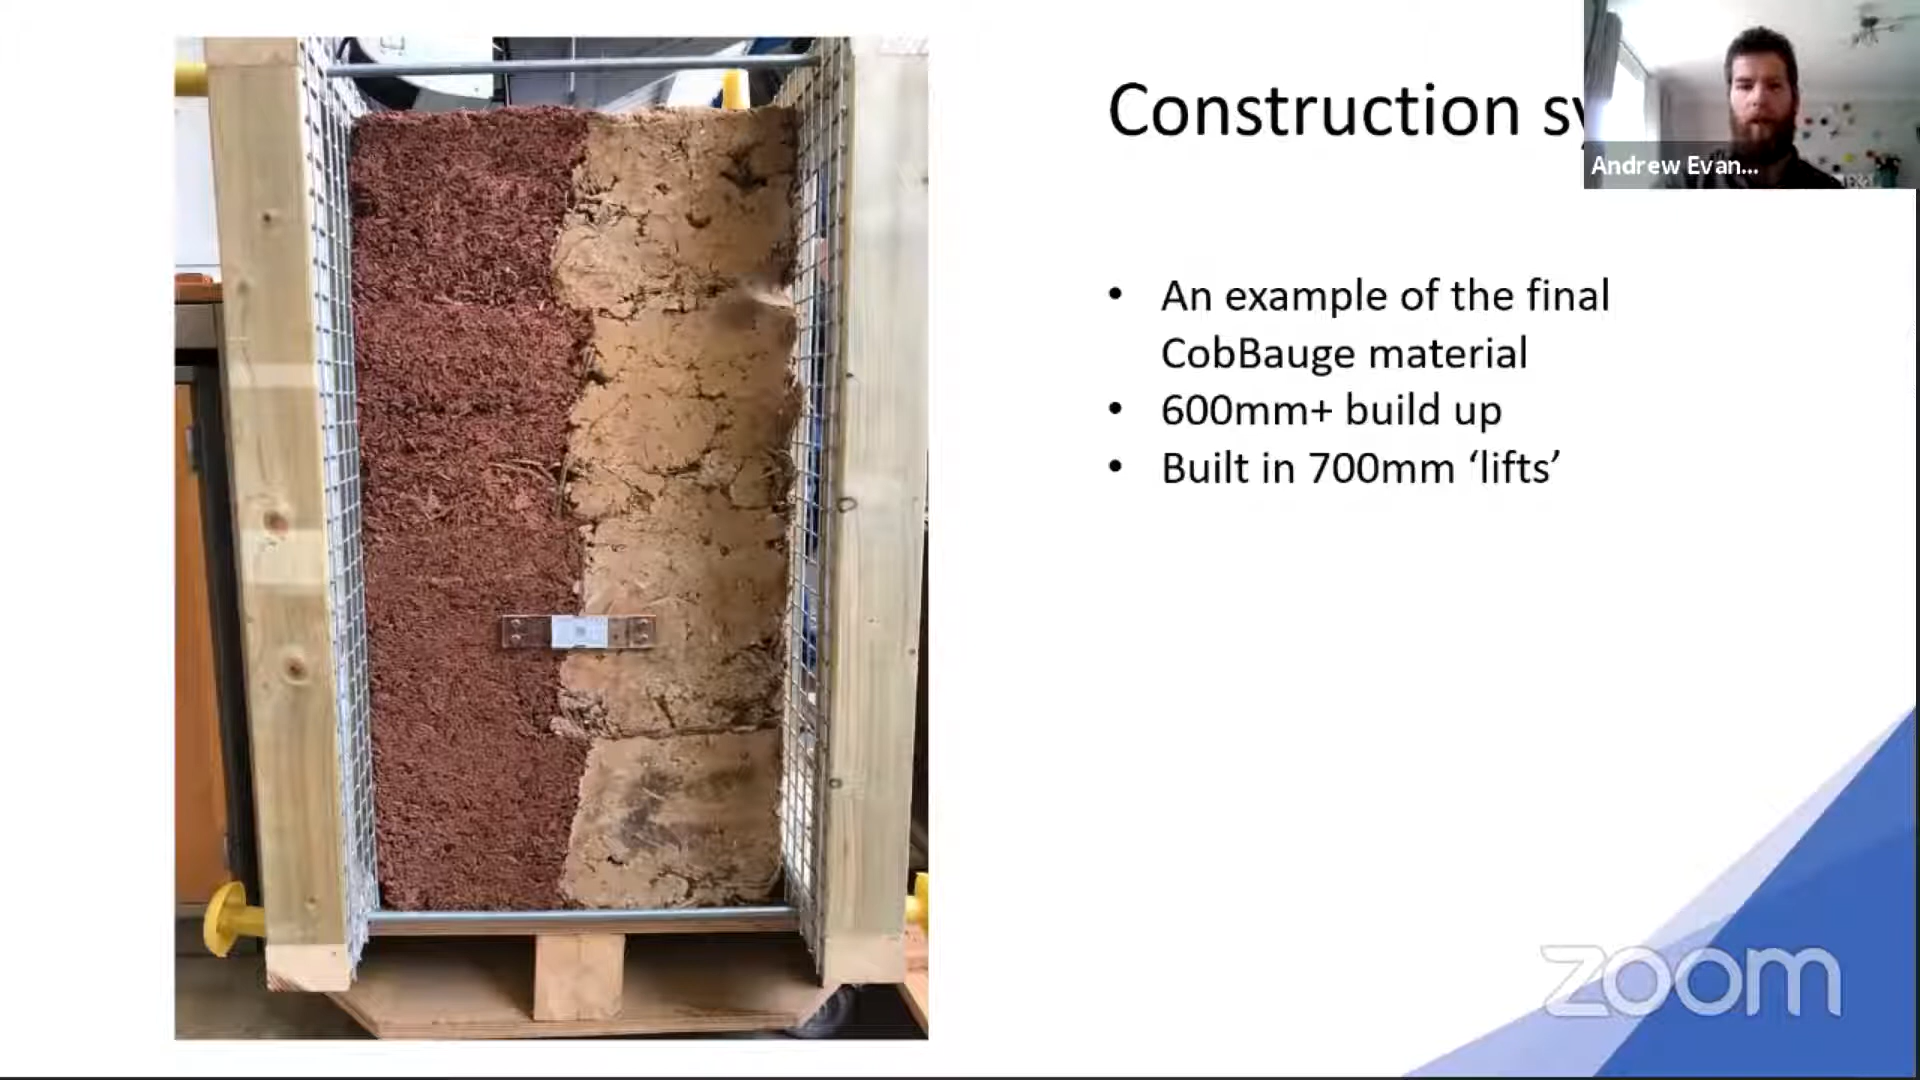 Construction sy
Andrew Evan...
• An example of the final
CobBauge material
• 600mm+ build up
• Built in 700mm ‘lifts’
zoom